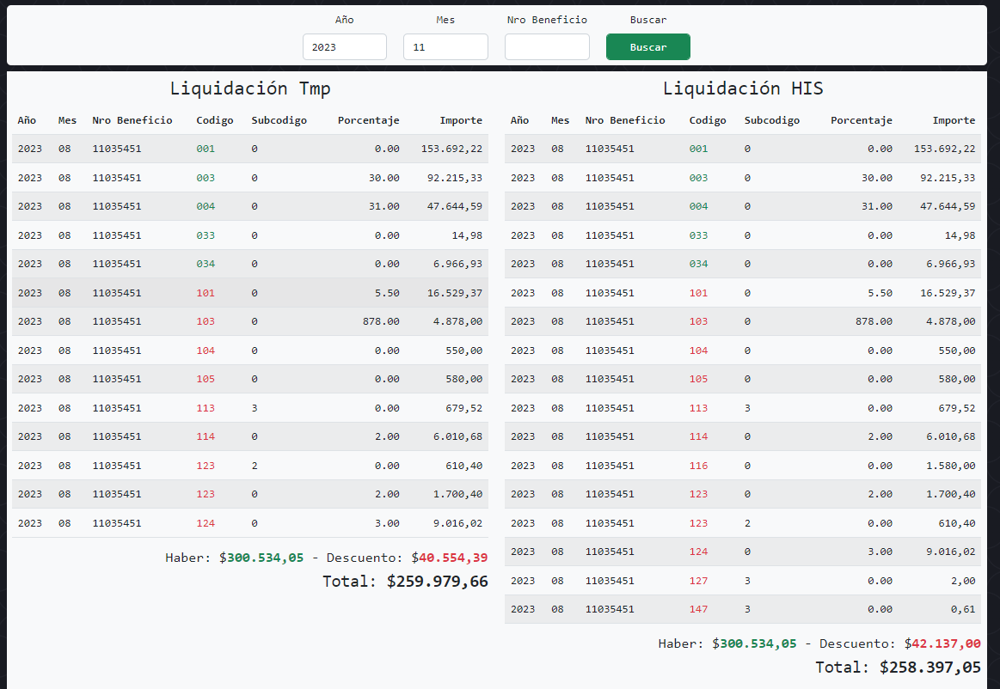 Año Mes Nro Beneficio Buscar
2023 11 Buscar
Liquidación Tmp
Año Mes Nro Beneficio Codigo Subcodigo Porcentaje Importe
2023 08 11035451 001 0 0.00 153.692,22
2023 08 11035451 003 0 30.00 92.215,33
2023 08 11035451 004 0 31.00 47.644,59
2023 08 11035451 033 0 0.00 14,98
2023 08 11035451 034 0 0.00 6.966,93
2023 08 11035451 101 0 5.50 16.529,37
2023 08 11035451 103 0 878.00 4.878,00
2023 08 11035451 104 0 0.00 550,00
2023 08 11035451 105 0 0.00 580,00
2023 08 11035451 113 3 0.00 679,52
2023 08 11035451 114 0 2.00 6.010,68
2023 08 11035451 123 2 0.00 610,40
2023 08 11035451 123 0 2.00 1.700,40
2023 08 11035451 124 0 3.00 9.016,02
Haber: $300.534,05 - Descuento: $40.554,39
Total: $259.979,66
Liquidación HIS
Año Mes Nro Beneficio Codigo Subcodigo Porcentaje Importe
2023 08 11035451 001 0 0.00 153.692,22
2023 08 11035451 003 0 30.00 92.215,33
2023 08 11035451 004 0 31.00 47.644,59
2023 08 11035451 033 0 0.00 14,98
2023 08 11035451 034 0 0.00 6.966,93
2023 08 11035451 101 0 5.50 16.529,37
2023 08 11035451 103 0 878.00 4.878,00
2023 08 11035451 104 0 0.00 550,00
2023 08 11035451 105 0 0.00 580,00
2023 08 11035451 113 3 0.00 679,52
2023 08 11035451 114 0 2.00 6.010,68
2023 08 11035451 116 0 0.00 1.580,00
2023 08 11035451 123 0 2.00 1.700,40
2023 08 11035451 123 2 0.00 610,40
2023 08 11035451 124 0 3.00 9.016,02
2023 08 11035451 127 3 0.00 2,00
2023 08 11035451 147 3 0.00 0,61
Haber: $300.534,05 - Descuento: $42.137,00
Total: $258.397,05